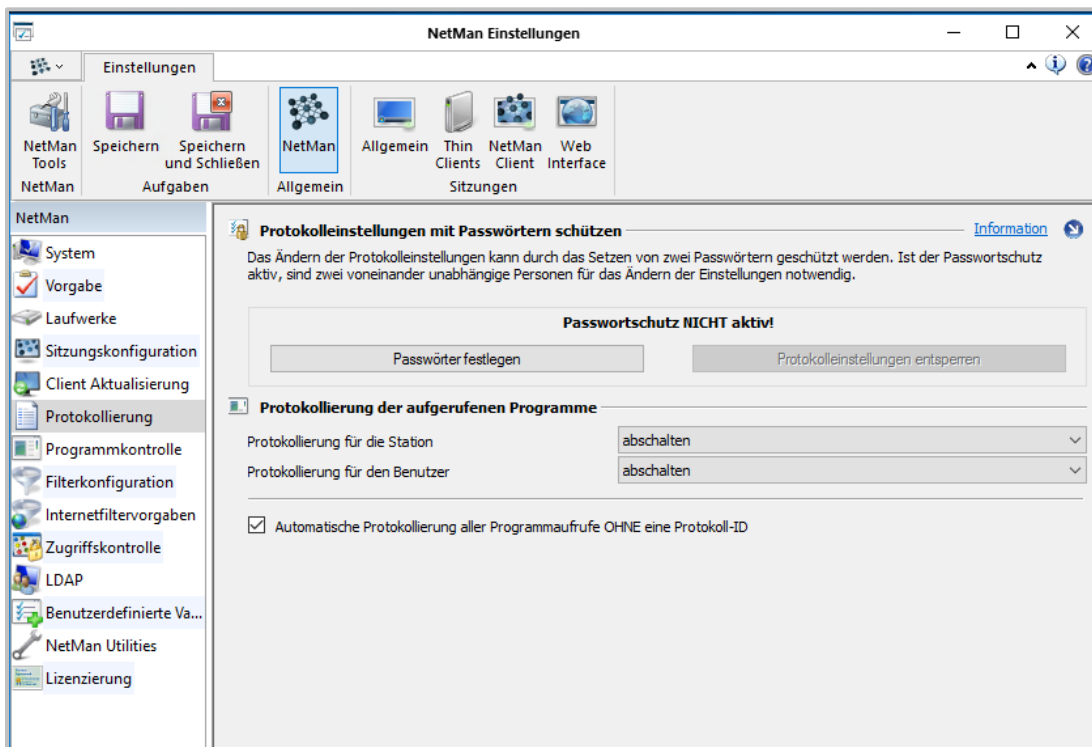 NetMan Einstellungen
Einstellungen
NetMan Tools
Speichern
Speichern und Schließen
NetMan
Allgemein
Thin Clients
NetMan Client
Web Interface
NetMan
Aufgaben
Allgemein
Sitzungen
NetMan
System
Vorgabe
Laufwerke
Sitzungskonfiguration
Client Aktualisierung
Protokollierung
Programmkontrolle
Filterkonfiguration
Internetfiltervorgaben
Zugriffskontrolle
LDAP
Benutzerdefinierte Va...
NetMan Utilities
Lizenzierung
Protokolleinstellungen mit Passwörtern schützen
Information
Das Ändern der Protokolleinstellungen kann durch das Setzen von zwei Passwörtern geschützt werden. Ist der Passwortschutz
aktiv, sind zwei voneinander unabhängige Personen für das Ändern der Einstellungen notwendig.
Passwortschutz NICHT aktiv!
Passwörter festlegen
Protokolleinstellungen entsperren
Protokollierung der aufgerufenen Programme
Protokollierung für die Station
abschalten
Protokollierung für den Benutzer
abschalten
Automatische Protokollierung aller Programmaufrufe OHNE eine Protokoll-ID